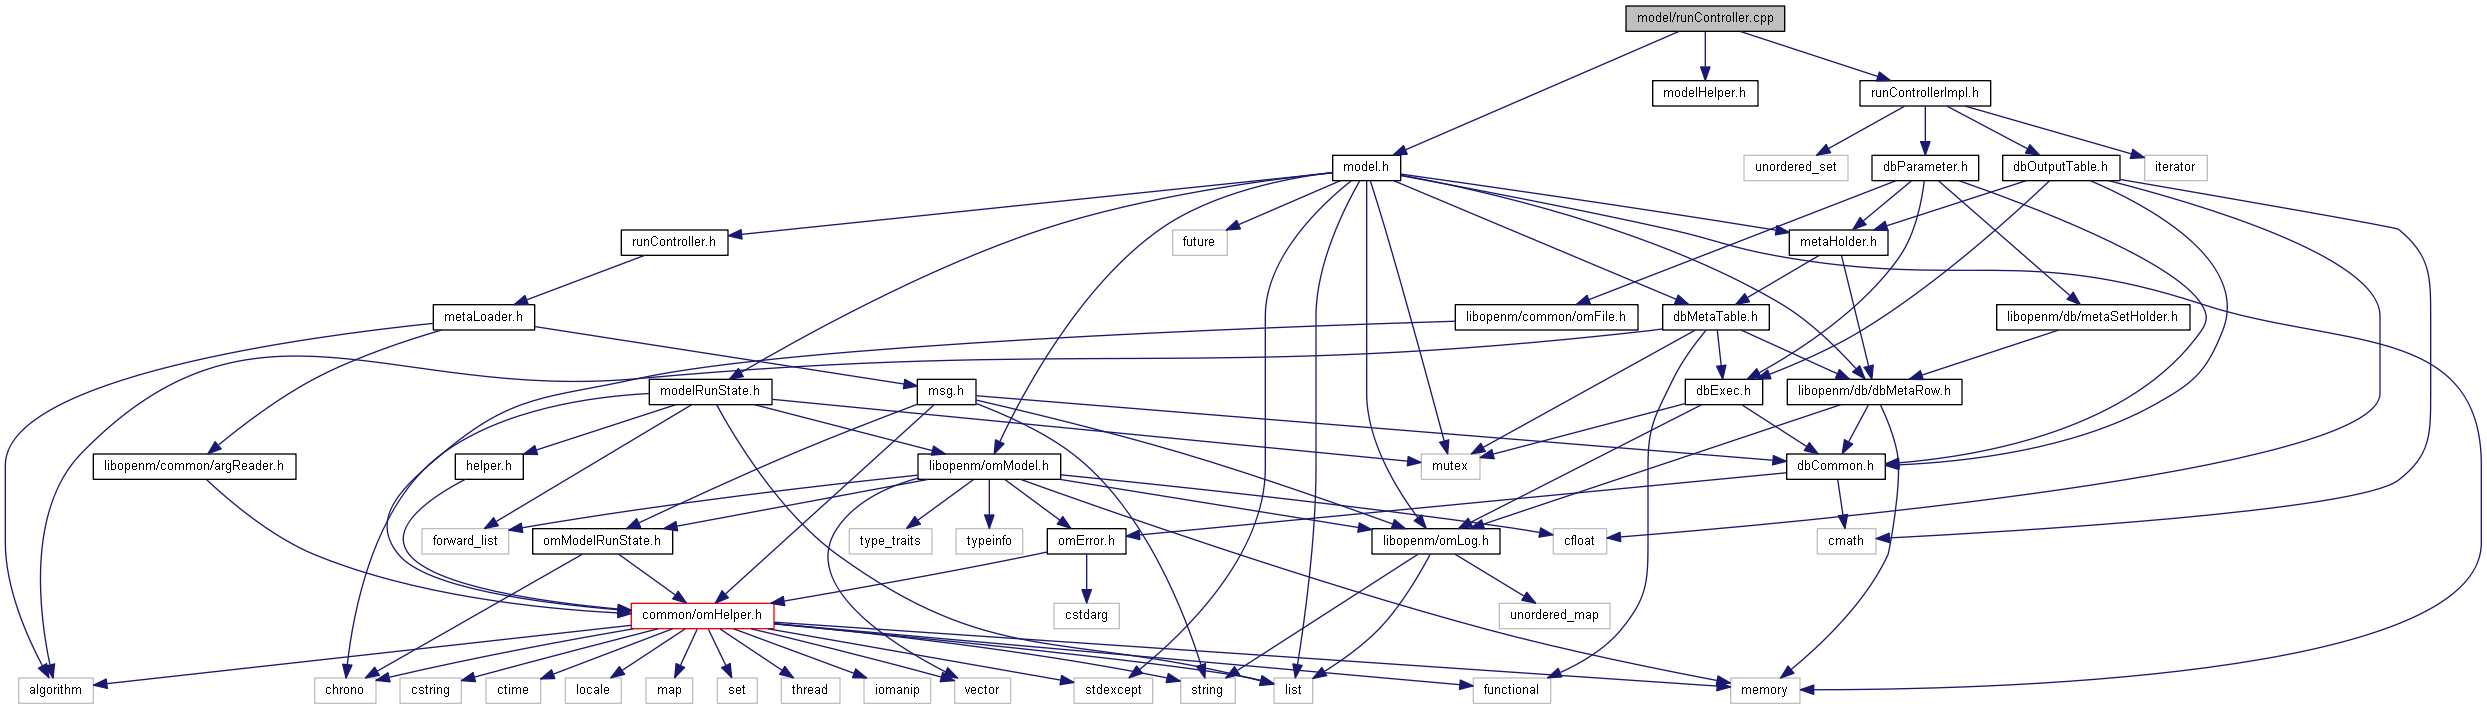 model/runController.cpp
modelHelper.h
runControllerImpl.h
model.h
unordered_set
dbParameter.h
dbOutputTable.h
iterator
runController.h
future
metaHolder.h
metaLoader.h
libopenm/common/omFile.h
dbMetaTable.h
libopenm/db/metaSetHolder.h
modelRunState.h
msg.h
dbExec.h
libopenm/db/dbMetaRow.h
libopenm/common/argReader.h
helper.h
libopenm/omModel.h
mutex
dbCommon.h
forward_list
omModelRunState.h
type_traits
typeinfo
omError.h
libopenm/omLog.h
cfloat
cmath
common/omHelper.h
cstdarg
unordered_map
algorithm
chrono
cstring
ctime
locale
map
set
thread
iomanip
vector
stdexcept
string
list
functional
memory